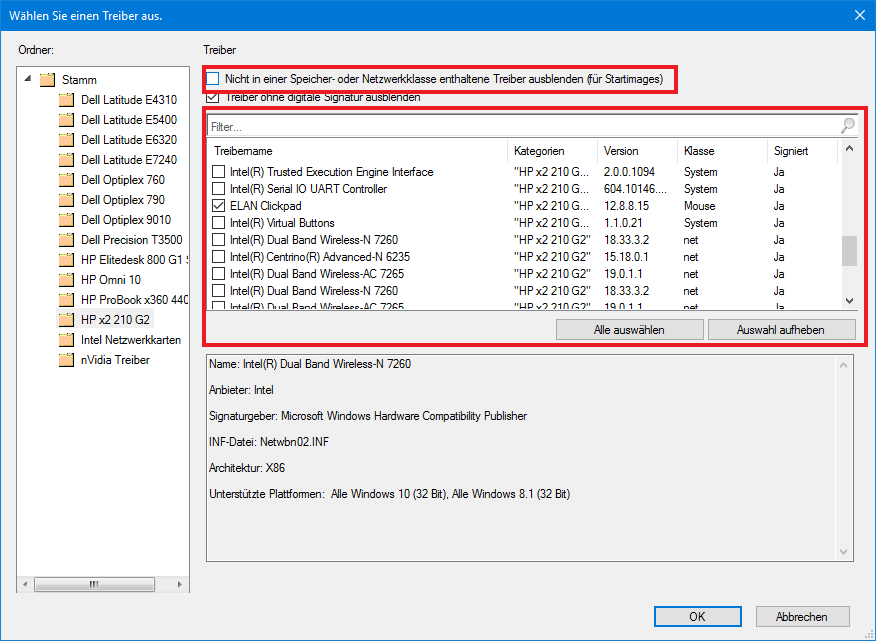 Wählen Sie einen Treiber aus.
Ordner:
Stamm
Dell Latitude E4310
Dell Latitude E5400
Dell Latitude E6320
Dell Latitude E7240
Dell Optiplex 760
Dell Optiplex 790
Dell Optiplex 9010
Dell Precision T3500
HP Elitedesk 800 G1
HP Omni 10
HP ProBook x360 440
HP x2 210 G2
Intel Netzwerkkarten
nVidia Treiber
Treiber
Nicht in einer Speicher- oder Netzwerkklasse enthaltene Treiber ausblenden (für Startimages)
Treiber ohne digitale Signatur ausblenden
Filter...
Treibername Kategorien Version Klasse Signiert
Intel(R) Trusted Execution Engine Interface "HP x2 210 G... 2.0.0.1094 System Ja
Intel(R) Serial IO UART Controller "HP x2 210 G... 604.10146.... System Ja
ELAN Clickpad "HP x2 210 G... 12.8.8.15 Mouse Ja
Intel(R) Virtual Buttons "HP x2 210 G... 1.1.0.21 System Ja
Intel(R) Dual Band Wireless-N 7260 "HP x2 210 G2" 18.33.3.2 net Ja
Intel(R) Centrino(R) Advanced-N 6235 "HP x2 210 G2" 15.18.0.1 net Ja
Intel(R) Dual Band Wireless-AC 7265 "HP x2 210 G2" 19.0.1.1 net Ja
Intel(R) Dual Band Wireless-N 7260 "HP x2 210 G2" 18.33.3.2 net Ja
Intel(R) Dual Band Wireless-AC 7265 "HP x2 210 G2" 19.0.1.1 net Ja
Alle auswählen Auswahl aufheben
Name: Intel(R) Dual Band Wireless-N 7260
Anbieter: Intel
Signaturgeber: Microsoft Windows Hardware Compatibility Publisher
INF-Datei: Netwbn02.INF
Architektur: X86
Unterstützte Plattformen: Alle Windows 10 (32 Bit), Alle Windows 8.1 (32 Bit)
OK Abbrechen